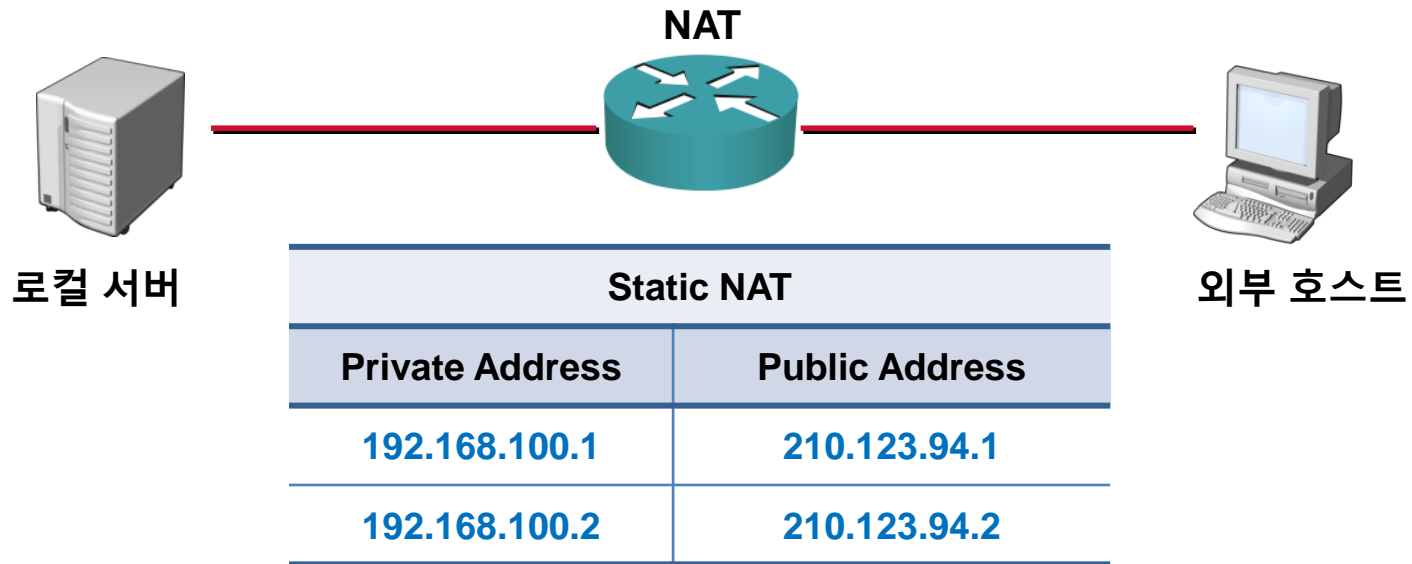 NAT
로컬 서버
외부 호스트
Static NAT
Private Address Public Address
192.168.100.1 210.123.94.1
192.168.100.2 210.123.94.2